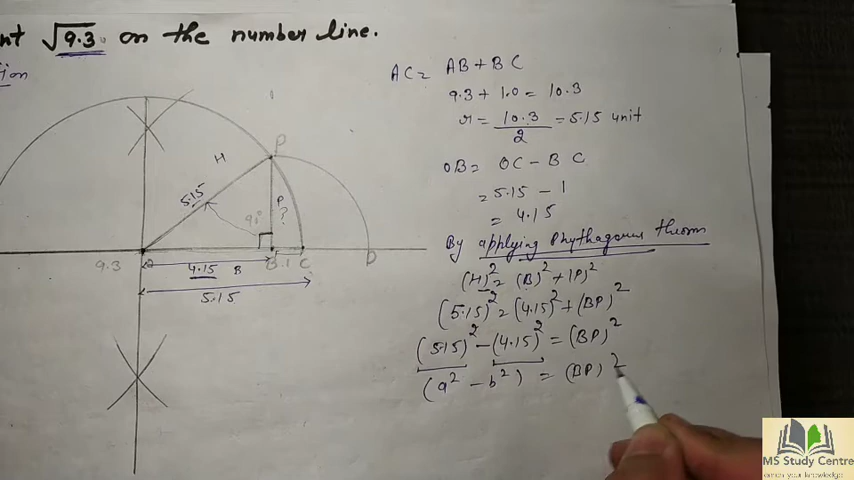 nt √9.3 on the number line.
ion
AC = AB + BC
9.3 + 1.0 = 10.3
r = 10.3/2 = 5.15 unit
OB = OC - BC
= 5.15 - 1
= 4.15
By applying Phythagorus theorm
(H)² = (B)² + (P)²
(5.15)² = (4.15)² + (BP)²
(5.15)² - (4.15)² = (BP)²
(a² - b²) = (BP)²
P
H
5.15
P
?
9.3
4.15 B
B 1 C
D
5.15
MS Study Centre